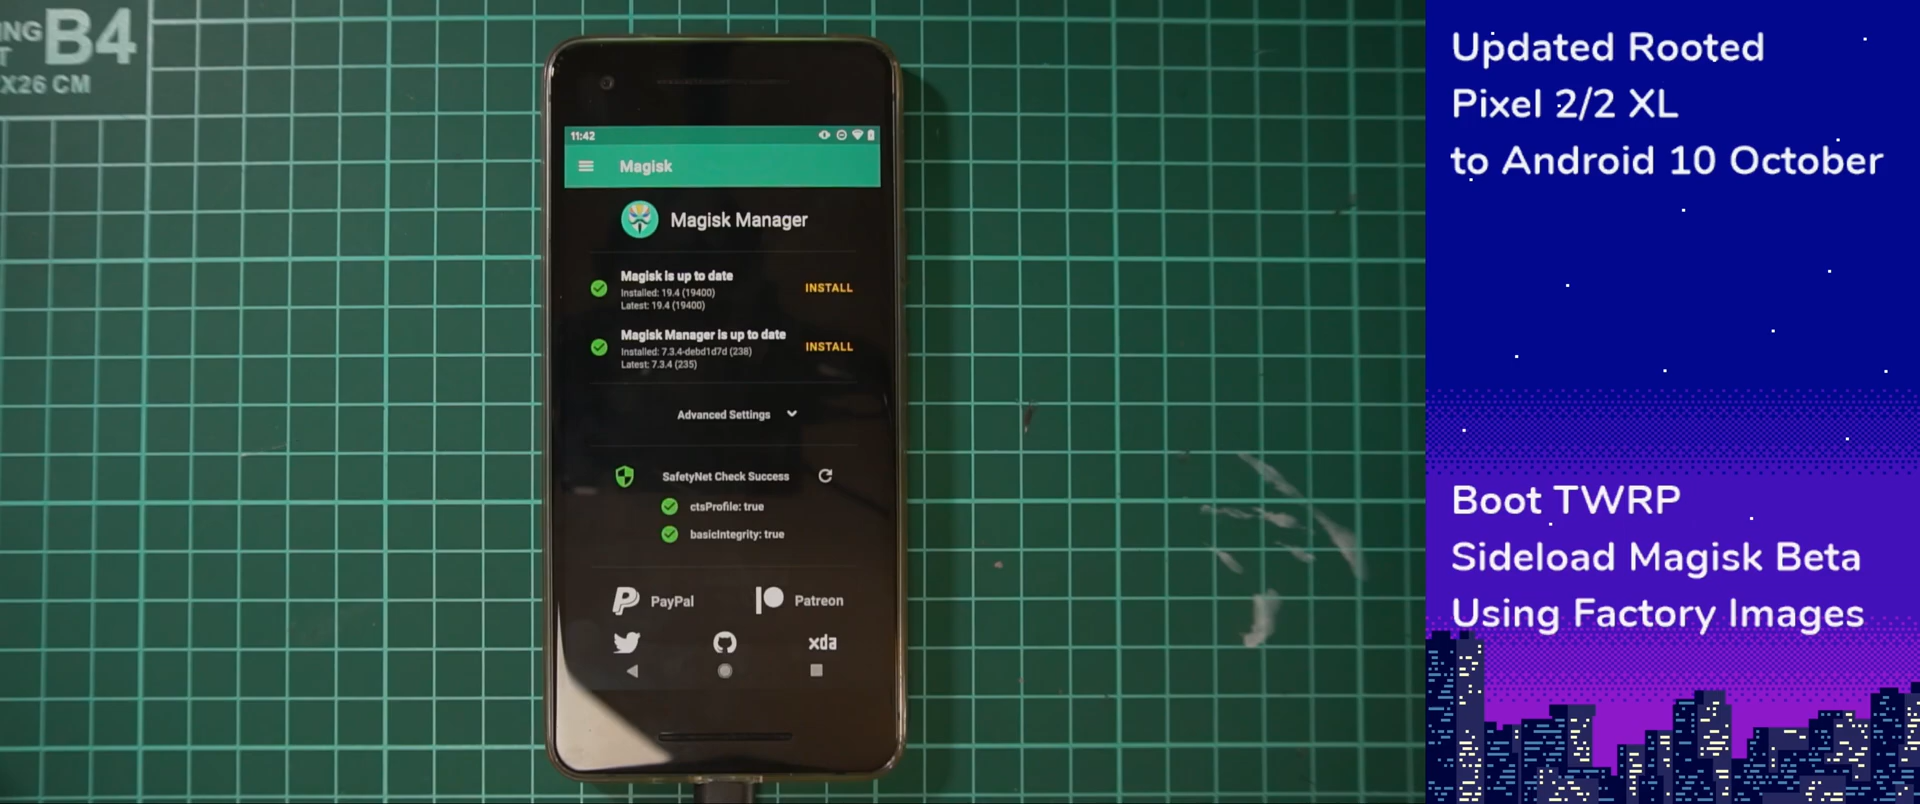 B4
X26 CM
11:42
Magisk
Magisk Manager
Magisk is up to date
Installed: 19.4 (19400)
Latest: 19.4 (19400)
INSTALL
Magisk Manager is up to date
Installed: 7.3.4-debd1d7d (238)
Latest: 7.3.4 (235)
INSTALL
Advanced Settings
SafetyNet Check Success
ctsProfile: true
basicIntegrity: true
PayPal
Patreon
xda
Updated Rooted
Pixel 2/2 XL
to Android 10 October
Boot TWRP
Sideload Magisk Beta
Using Factory Images